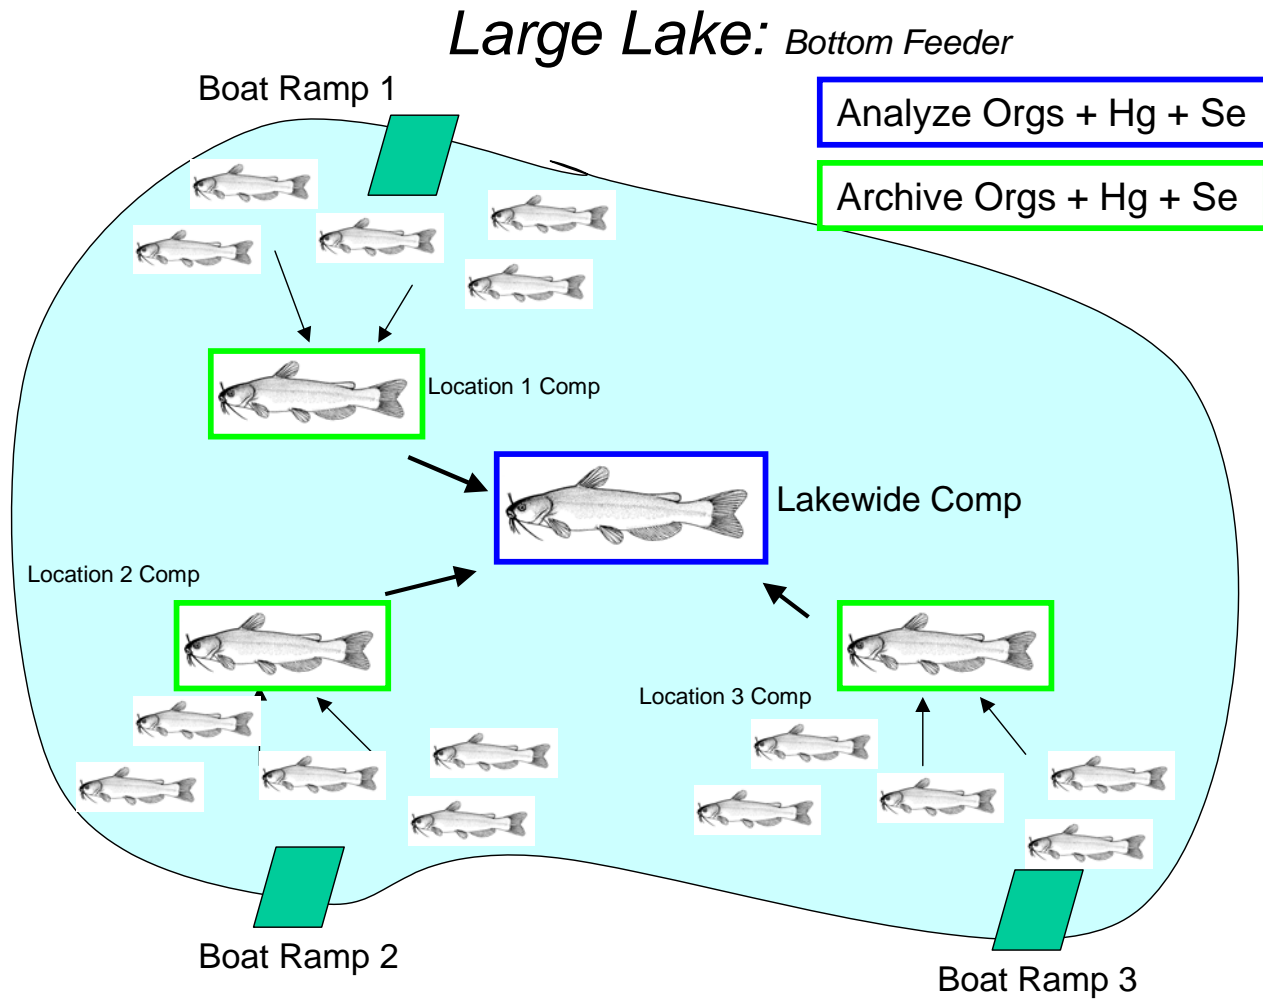 Large Lake: Bottom Feeder
Boat Ramp 1
Analyze Orgs + Hg + Se
Archive Orgs + Hg + Se
Location 1 Comp
Lakewide Comp
Location 2 Comp
Location 3 Comp
Boat Ramp 2
Boat Ramp 3